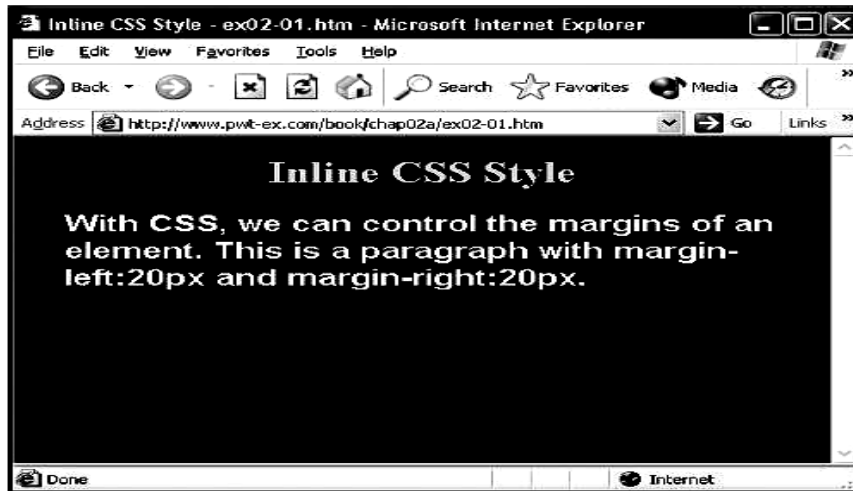 Inline CSS Style - ex02-01.htm - Microsoft Internet Explorer
File Edit View Favorites Tools Help
Back Search Favorites Media »
Address http://www.pwt-ex.com/book/chap02a/ex02-01.htm Go Links »
Inline CSS Style
With CSS, we can control the margins of an
element. This is a paragraph with margin-
left:20px and margin-right:20px.
Done Internet